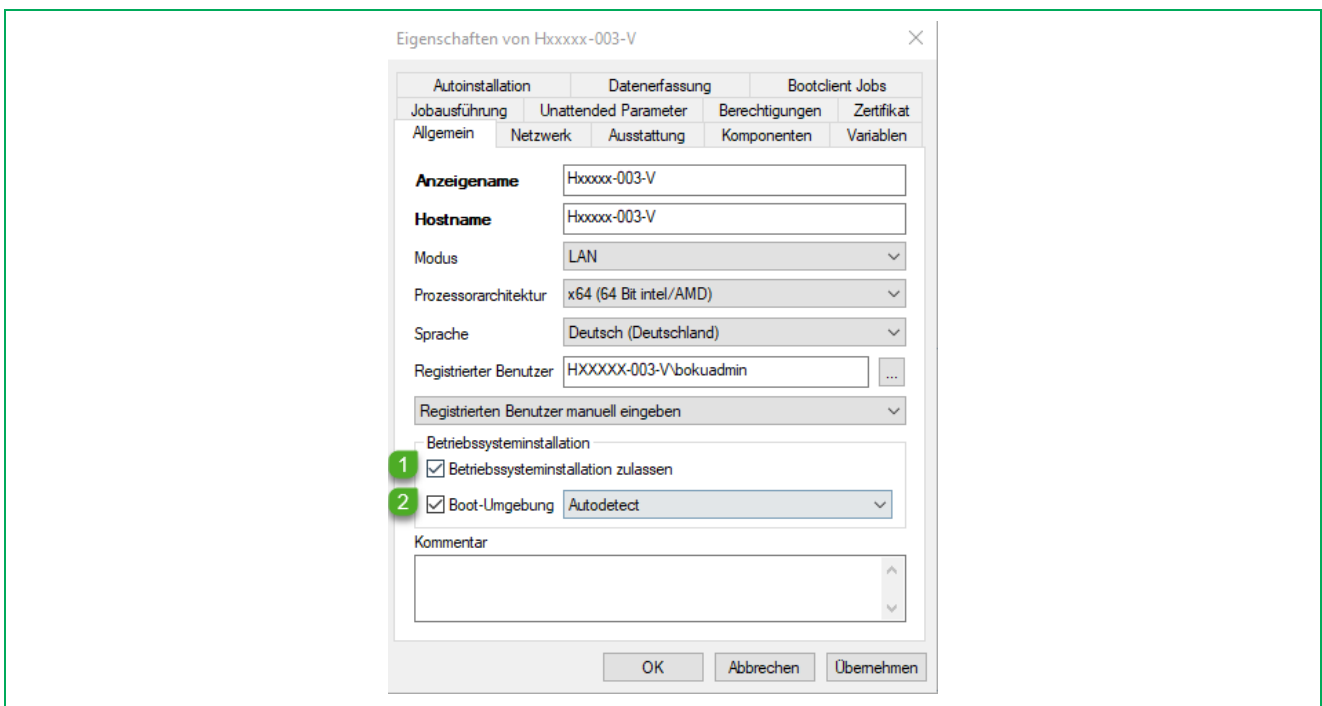 Eigenschaften von Hxxxxx-003-V
Autoinstallation Datenerfassung Bootclient Jobs
Jobausführung Unattended Parameter Berechtigungen Zertifikat
Allgemein Netzwerk Ausstattung Komponenten Variablen
Anzeigename Hxxxxx-003-V
Hostname Hxxxxx-003-V
Modus LAN
Prozessorarchitektur x64 (64 Bit intel/AMD)
Sprache Deutsch (Deutschland)
Registrierter Benutzer HXXXXX-003-V\bokuadmin ...
Registrierten Benutzer manuell eingeben
Betriebssysteminstallation
1 Betriebssysteminstallation zulassen
2 Boot-Umgebung Autodetect
Kommentar
OK Abbrechen Übernehmen